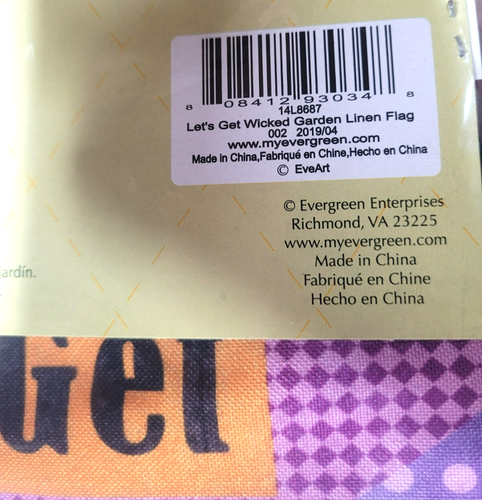 8 08412 93034 8
14L8687
Let's Get Wicked Garden Linen Flag
002 2019/04
www.myevergreen.com
Made in China,Fabriqué en Chine,Hecho en China
© EveArt
© Evergreen Enterprises
Richmond, VA 23225
www.myevergreen.com
Made in China
Fabriqué en Chine
Hecho en China
ardín.
Get